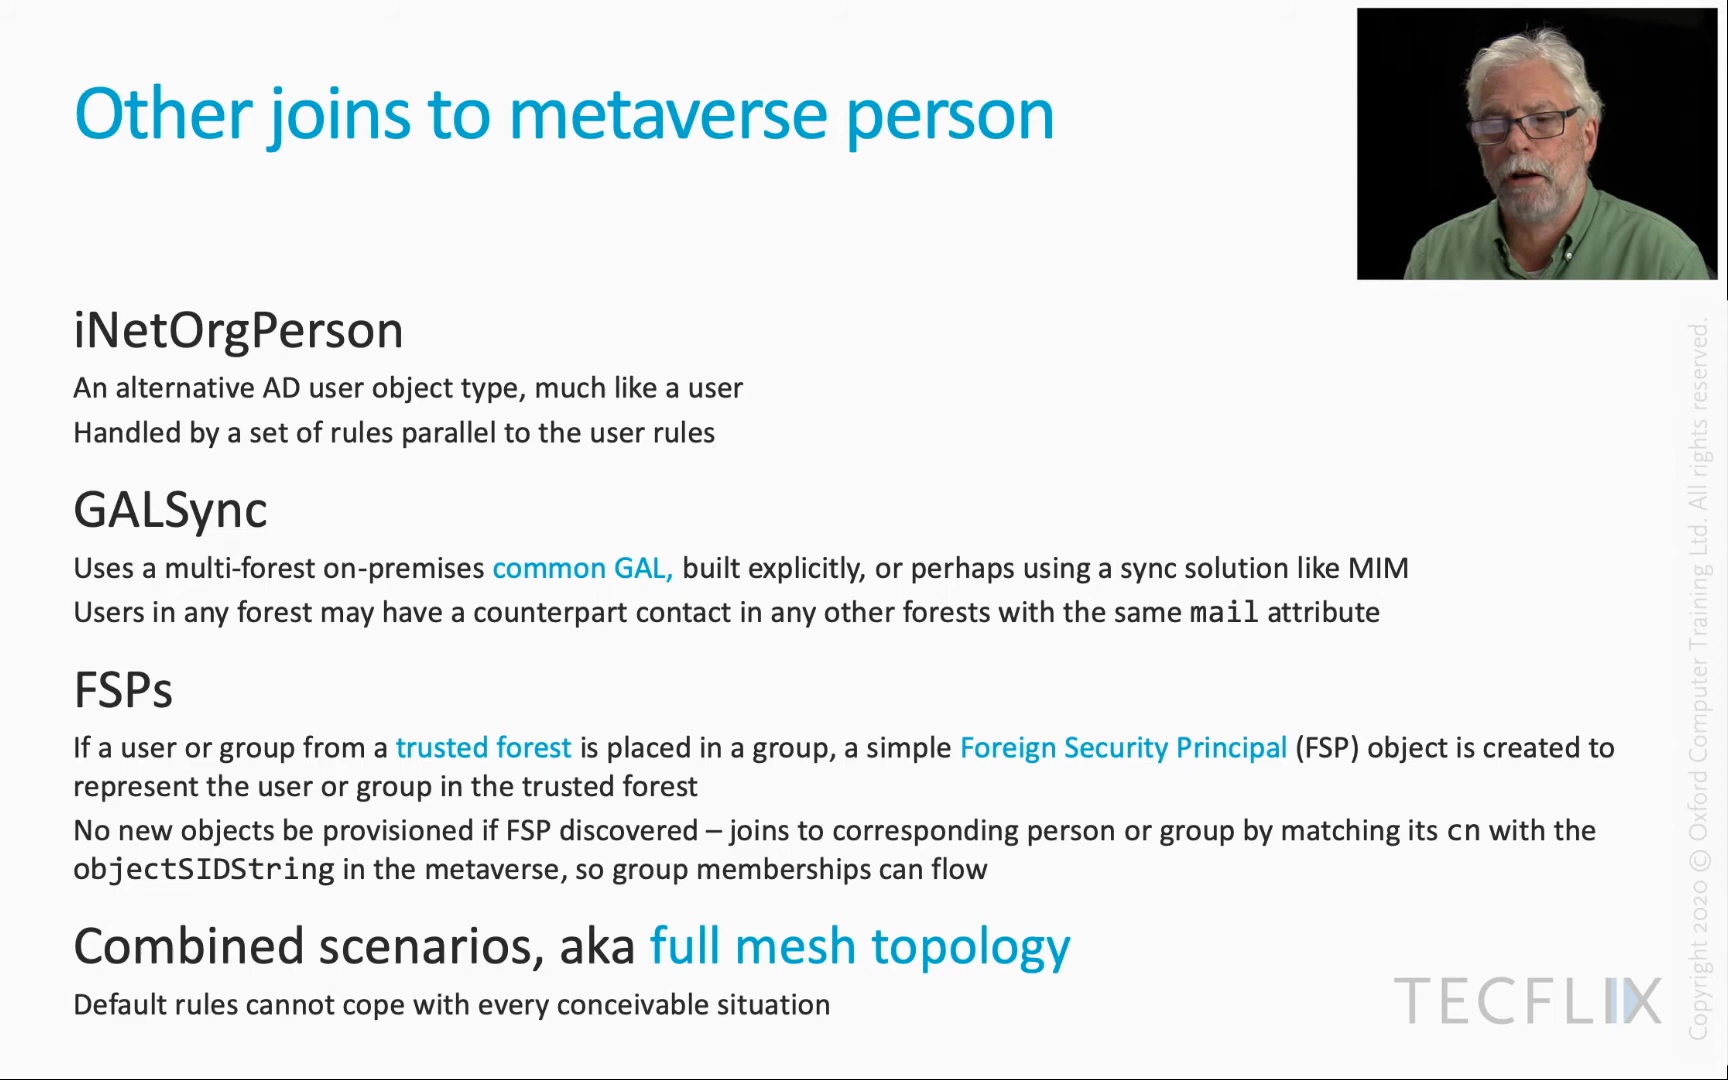 Other joins to metaverse person
iNetOrgPerson
An alternative AD user object type, much like a user
Handled by a set of rules parallel to the user rules
GALSync
Uses a multi-forest on-premises common GAL, built explicitly, or perhaps using a sync solution like MIM
Users in any forest may have a counterpart contact in any other forests with the same mail attribute
FSPs
If a user or group from a trusted forest is placed in a group, a simple Foreign Security Principal (FSP) object is created to
represent the user or group in the trusted forest
No new objects be provisioned if FSP discovered – joins to corresponding person or group by matching its cn with the
objectSIDString in the metaverse, so group memberships can flow
Combined scenarios, aka full mesh topology
Default rules cannot cope with every conceivable situation
TECFLIX
Copyright 2020 © Oxford Computer Training Ltd. All rights reserved.